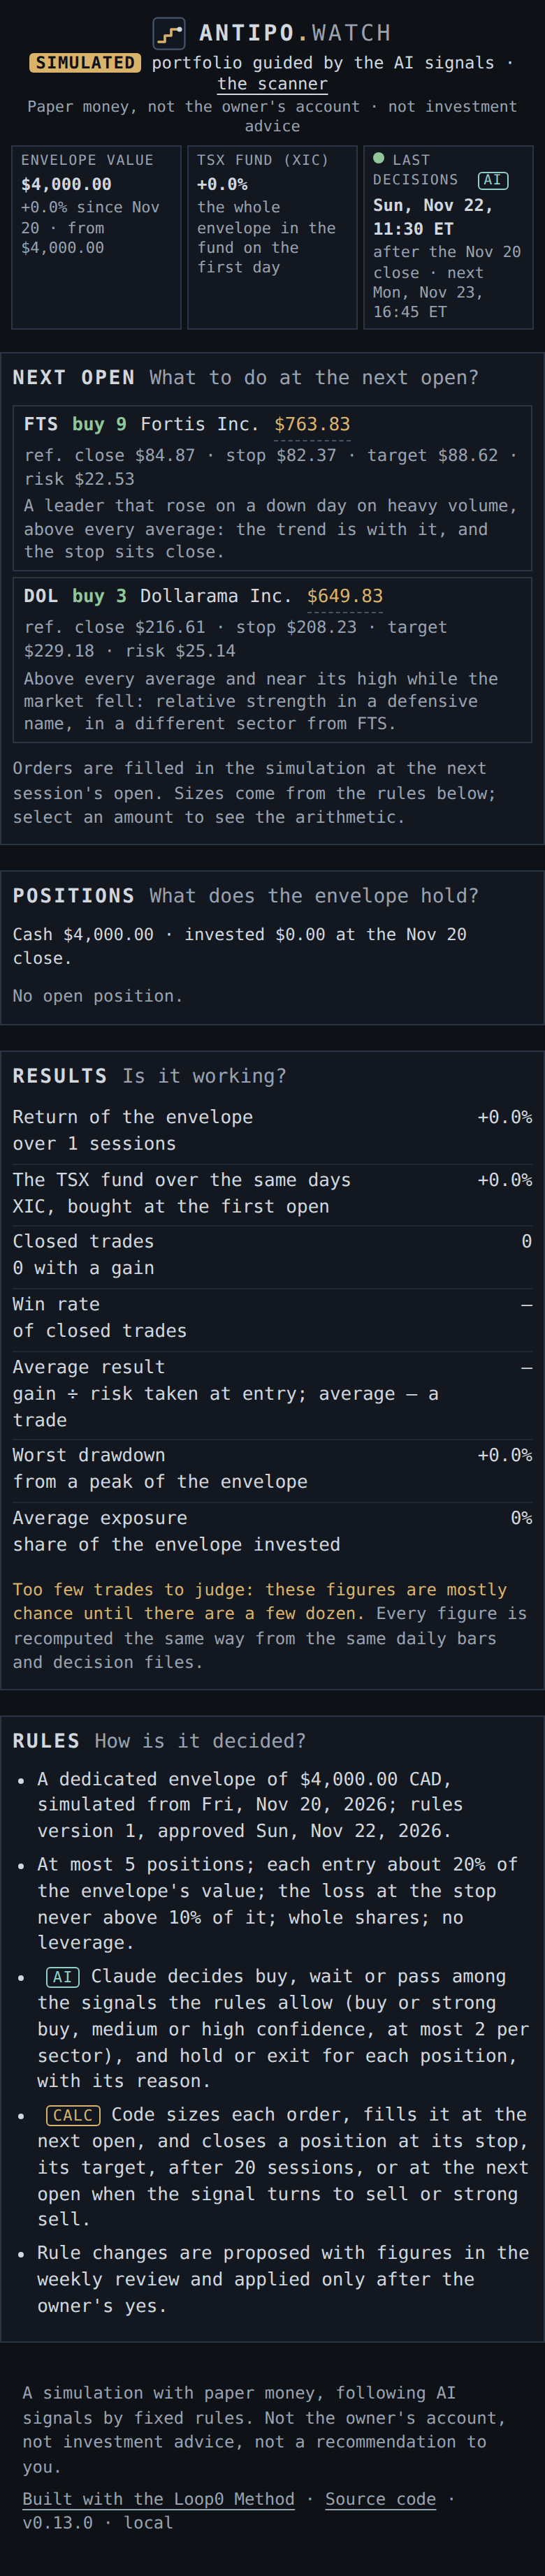 ANTIPO.WATCH
SIMULATED portfolio guided by the AI signals ·
the scanner
Paper money, not the owner's account · not investment
advice
ENVELOPE VALUE
$4,000.00
+0.0% since Nov
20 · from
$4,000.00
TSX FUND (XIC)
+0.0%
the whole
envelope in the
fund on the
first day
LAST
DECISIONS AI
Sun, Nov 22,
11:30 ET
after the Nov 20
close · next
Mon, Nov 23,
16:45 ET
NEXT OPEN What to do at the next open?
FTS buy 9 Fortis Inc. $763.83
ref. close $84.87 · stop $82.37 · target $88.62 ·
risk $22.53
A leader that rose on a down day on heavy volume,
above every average: the trend is with it, and
the stop sits close.
DOL buy 3 Dollarama Inc. $649.83
ref. close $216.61 · stop $208.23 · target
$229.18 · risk $25.14
Above every average and near its high while the
market fell: relative strength in a defensive
name, in a different sector from FTS.
Orders are filled in the simulation at the next
session's open. Sizes come from the rules below;
select an amount to see the arithmetic.
POSITIONS What does the envelope hold?
Cash $4,000.00 · invested $0.00 at the Nov 20
close.
No open position.
RESULTS Is it working?
Return of the envelope +0.0%
over 1 sessions
The TSX fund over the same days +0.0%
XIC, bought at the first open
Closed trades 0
0 with a gain
Win rate —
of closed trades
Average result —
gain ÷ risk taken at entry; average — a
trade
Worst drawdown +0.0%
from a peak of the envelope
Average exposure 0%
share of the envelope invested
Too few trades to judge: these figures are mostly
chance until there are a few dozen. Every figure is
recomputed the same way from the same daily bars
and decision files.
RULES How is it decided?
• A dedicated envelope of $4,000.00 CAD,
simulated from Fri, Nov 20, 2026; rules
version 1, approved Sun, Nov 22, 2026.
• At most 5 positions; each entry about 20% of
the envelope's value; the loss at the stop
never above 10% of it; whole shares; no
leverage.
• AI Claude decides buy, wait or pass among
the signals the rules allow (buy or strong
buy, medium or high confidence, at most 2 per
sector), and hold or exit for each position,
with its reason.
• CALC Code sizes each order, fills it at the
next open, and closes a position at its stop,
its target, after 20 sessions, or at the next
open when the signal turns to sell or strong
sell.
• Rule changes are proposed with figures in the
weekly review and applied only after the
owner's yes.
A simulation with paper money, following AI
signals by fixed rules. Not the owner's account,
not investment advice, not a recommendation to
you.
Built with the Loop0 Method · Source code ·
v0.13.0 · local